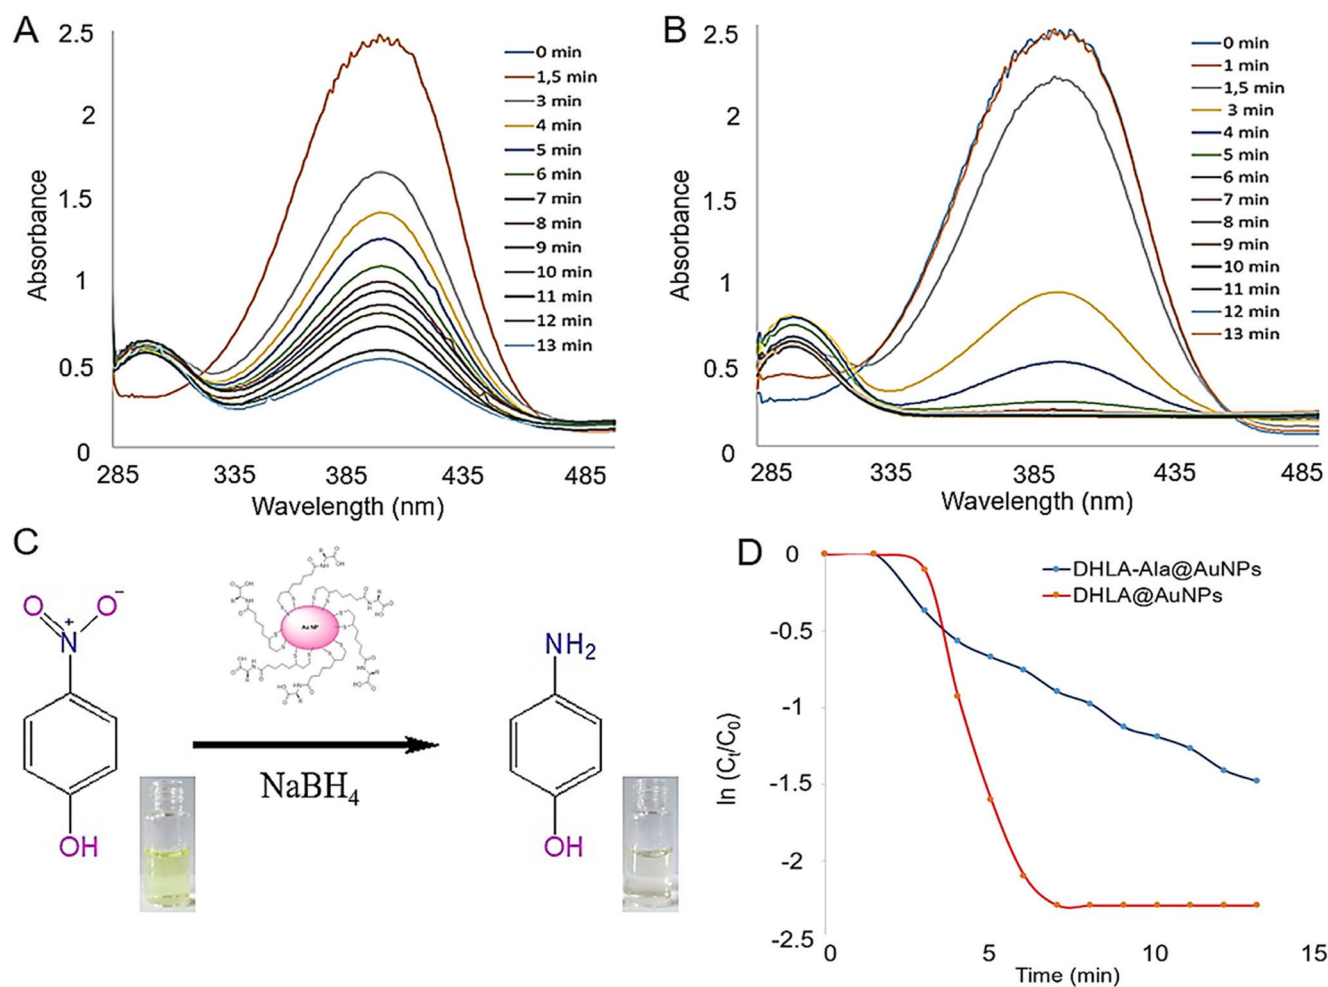 A
2.5
2
1.5
1
0.5
0
Absorbance
285
335
385
435
485
Wavelength (nm)
0 min
1,5 min
3 min
4 min
5 min
6 min
7 min
8 min
9 min
10 min
11 min
12 min
13 min
B
2.5
2
1.5
1
0.5
0
Absorbance
285
335
385
435
485
Wavelength (nm)
0 min
1 min
1,5 min
3 min
4 min
5 min
6 min
7 min
8 min
9 min
10 min
11 min
12 min
13 min
C
O
O⁻
N⁺
OH
Au NP
NaBH₄
NH₂
OH
D
0
-0.5
-1
-1.5
-2
-2.5
ln (Cₜ/C₀)
0
5
10
15
Time (min)
DHLA-Ala@AuNPs
DHLA@AuNPs